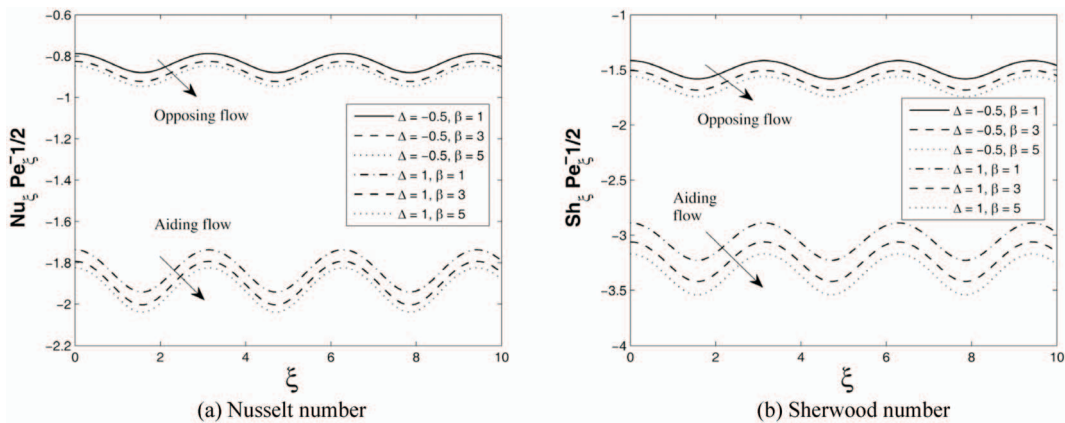 -0.6
-0.8
-1
-1.2
-1.4
-1.6
-1.8
-2
-2.2
0
2
4
6
8
10
Nu_ξ Pe_ξ^-1/2
ξ
Opposing flow
Aiding flow
Δ = −0.5, β = 1
Δ = −0.5, β = 3
Δ = −0.5, β = 5
Δ = 1, β = 1
Δ = 1, β = 3
Δ = 1, β = 5
(a) Nusselt number
-1
-1.5
-2
-2.5
-3
-3.5
-4
0
2
4
6
8
10
Sh_ξ Pe_ξ^-1/2
ξ
Opposing flow
Aiding
flow
Δ = −0.5, β = 1
Δ = −0.5, β = 3
Δ = −0.5, β = 5
Δ = 1, β = 1
Δ = 1, β = 3
Δ = 1, β = 5
(b) Sherwood number